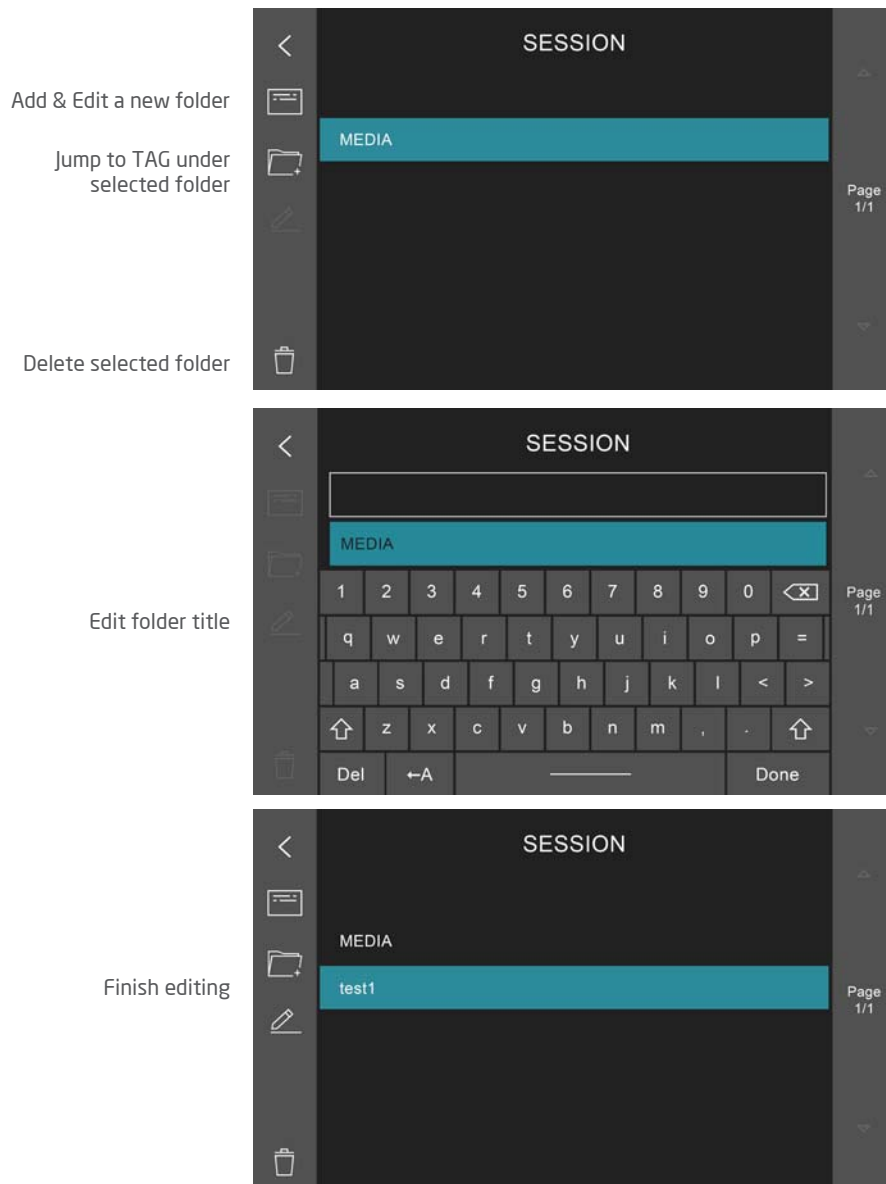 SESSION
Add & Edit a new folder
MEDIA
Jump to TAG under
selected folder
Page
1/1
Delete selected folder
SESSION
MEDIA
1 2 3 4 5 6 7 8 9 0
Page
1/1
Edit folder title
q w e r t y u i o p =
a s d f g h j k l < >
z x c v b n m , .
Del ←A Done
SESSION
MEDIA
Finish editing
test1
Page
1/1